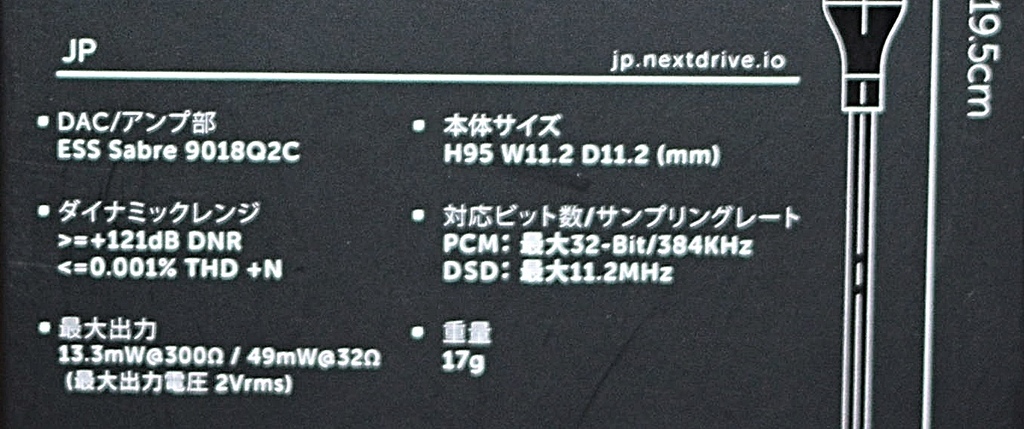 JP
jp.nextdrive.io
• DAC/アンプ部
ESS Sabre 9018Q2C
• ダイナミックレンジ
>=+121dB DNR
<=0.001% THD +N
• 最大出力
13.3mW@300Ω / 49mW@32Ω
(最大出力電圧 2Vrms)
• 本体サイズ
H95 W11.2 D11.2 (mm)
• 対応ビット数/サンプリングレート
PCM: 最大32-Bit/384KHz
DSD: 最大11.2MHz
• 重量
17g
19.5cm